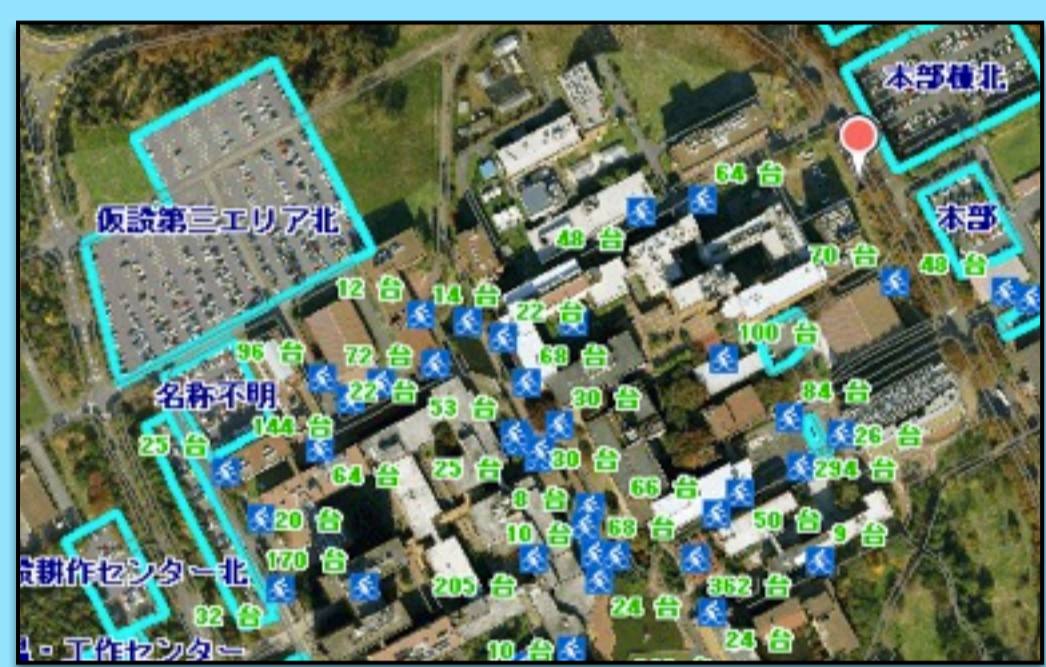 本部棟北
64 台
仮設第三エリア北
本部
48 台
70 台
48 台
12 台
14 台
22 台
100 台
96 台
72 台
68 台
名称不明
22 台
84 台
53 台
30 台
144 台
25 台
26 台
30 台
64 台
25 台
294 台
66 台
8 台
20 台
50 台
10 台
68 台
9 台
170 台
耕作センター北
205 台
362 台
32 台
24 台
24 台
・工作センター
10 台